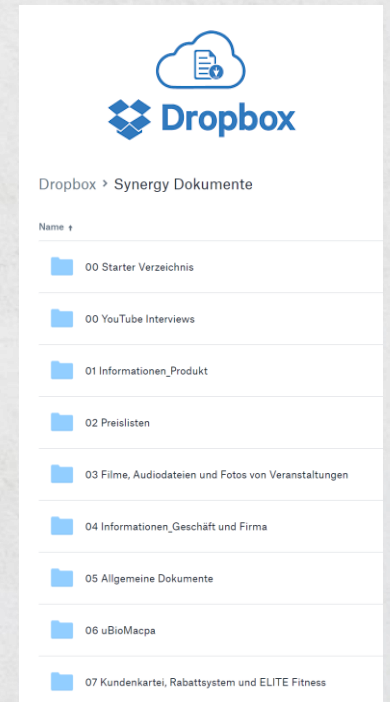 Dropbox
Dropbox > Synergy Dokumente
Name ↑
00 Starter Verzeichnis
00 YouTube Interviews
01 Informationen_Produkt
02 Preislisten
03 Filme, Audiodateien und Fotos von Veranstaltungen
04 Informationen_Geschäft und Firma
05 Allgemeine Dokumente
06 uBioMacpa
07 Kundenkartei, Rabattsystem und ELITE Fitness